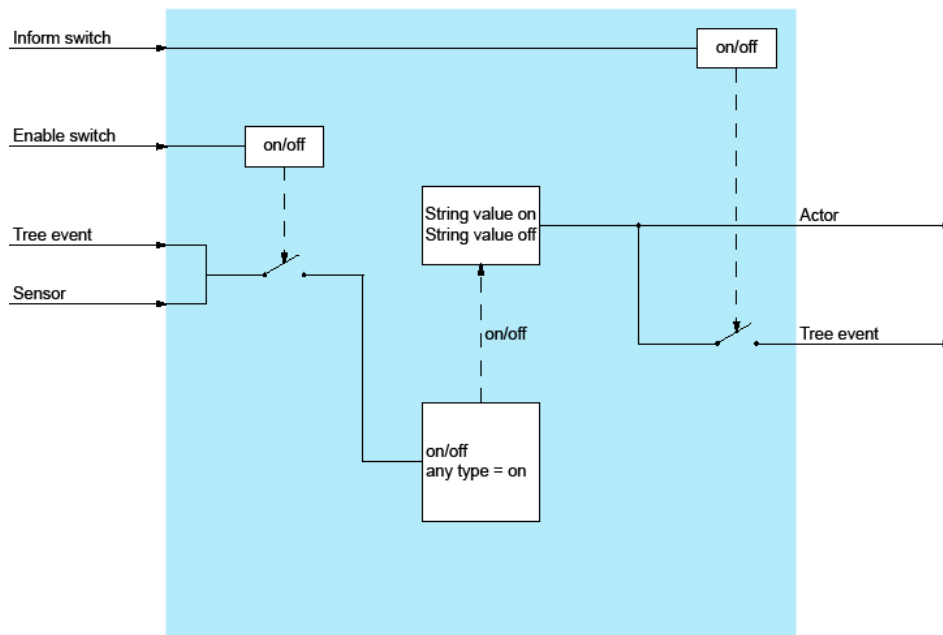 Inform switch
on/off
Enable switch
on/off
String value on
String value off
Actor
Tree event
Sensor
on/off
Tree event
on/off
any type = on